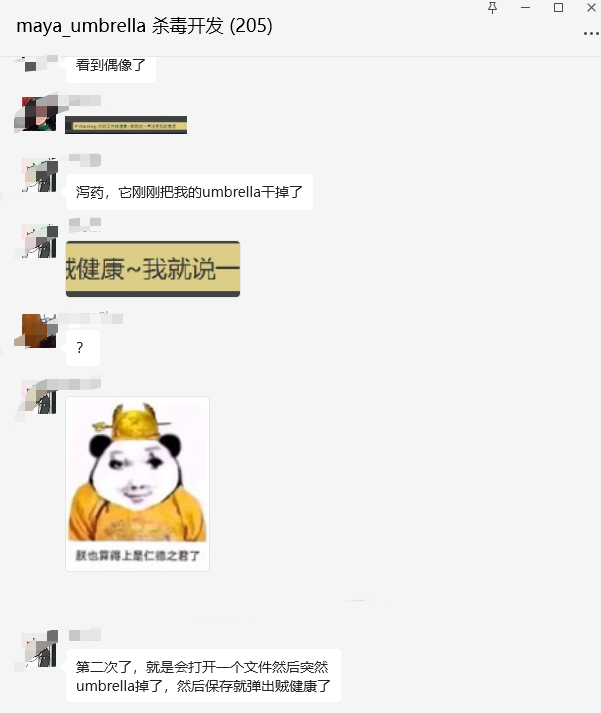 maya_umbrella 杀毒开发 (205)
看到偶像了
泻药，它刚刚把我的umbrella干掉了
贼健康~我就说一
?
朕也算得上是仁德之君了
第二次了，就是会打开一个文件然后突然
umbrella掉了，然后保存就弹出贼健康了